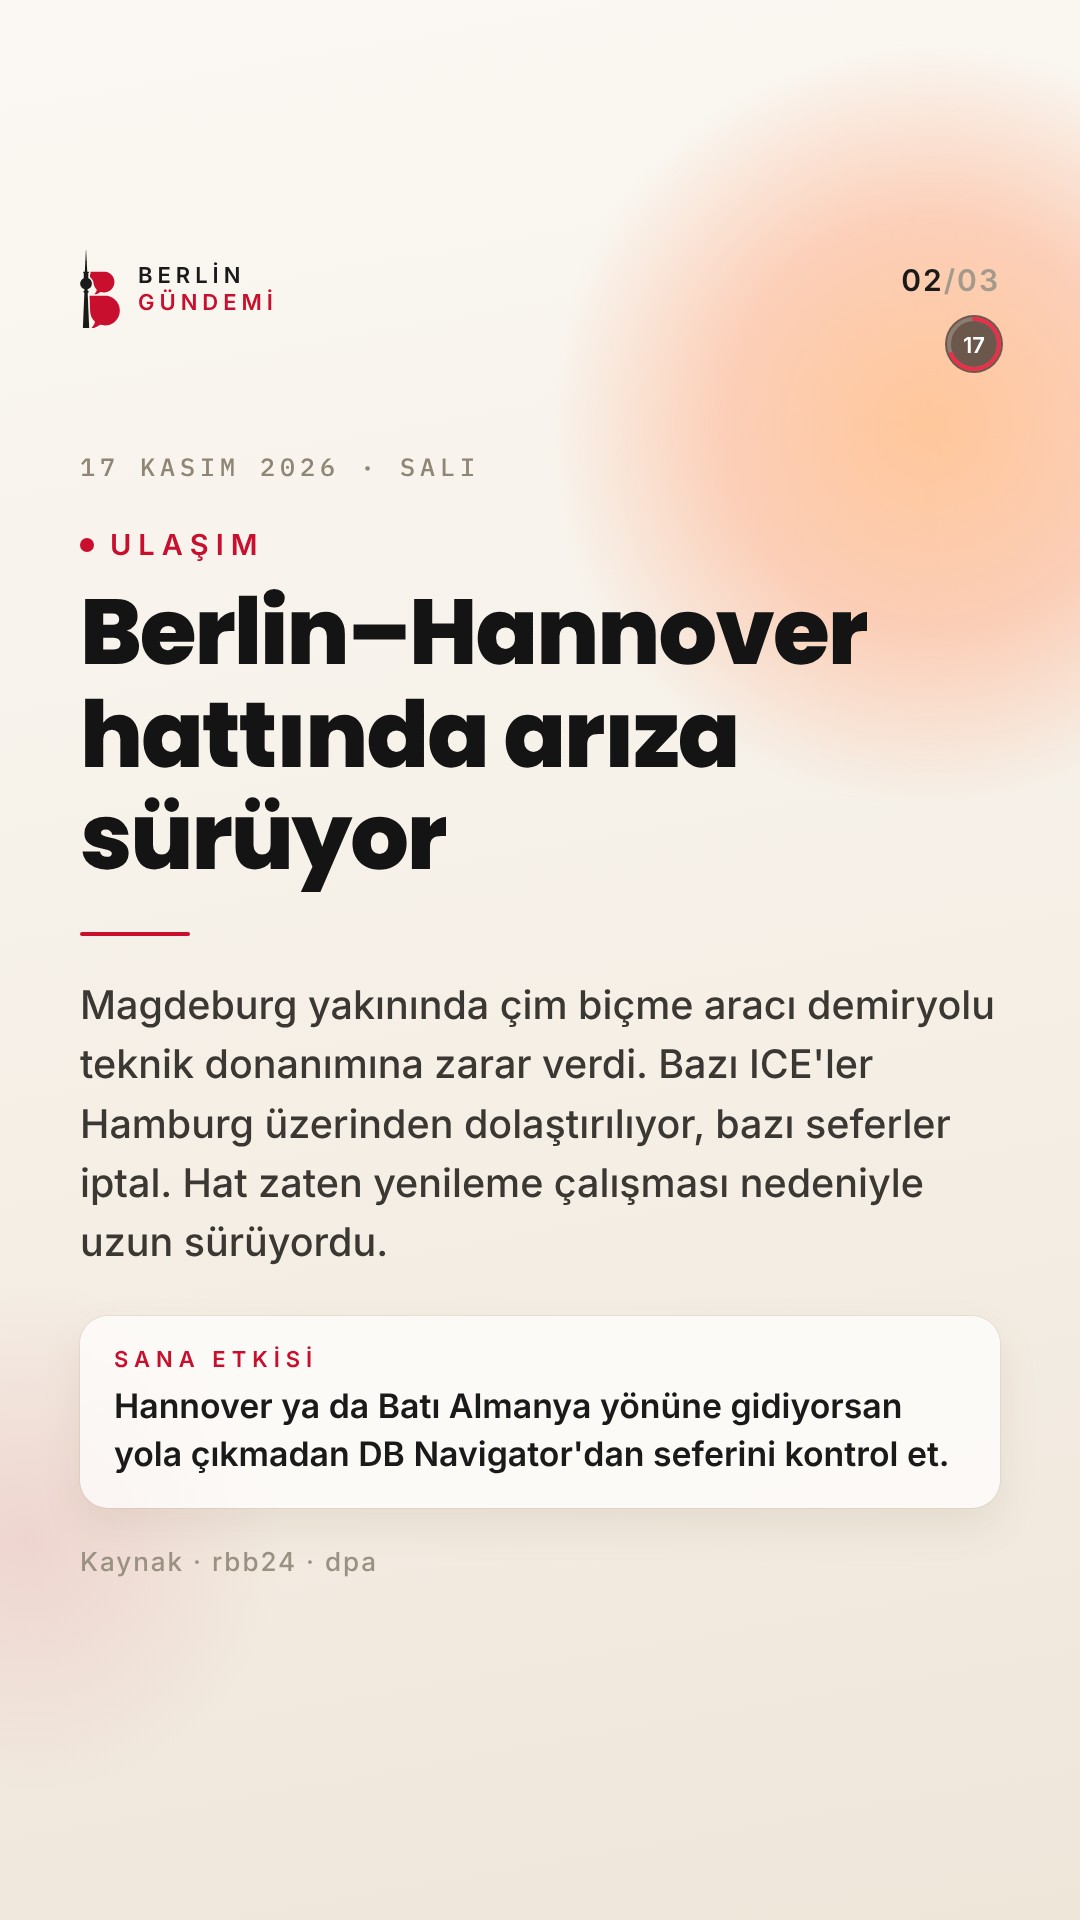 BERLİN
GÜNDEMİ
02/03
17
17 KASIM 2026 · SALI
ULAŞIM
Berlin–Hannover
hattında arıza
sürüyor
Magdeburg yakınında çim biçme aracı demiryolu
teknik donanımına zarar verdi. Bazı ICE'ler
Hamburg üzerinden dolaştırılıyor, bazı seferler
iptal. Hat zaten yenileme çalışması nedeniyle
uzun sürüyordu.
SANA ETKİSİ
Hannover ya da Batı Almanya yönüne gidiyorsan
yola çıkmadan DB Navigator'dan seferini kontrol et.
Kaynak · rbb24 · dpa